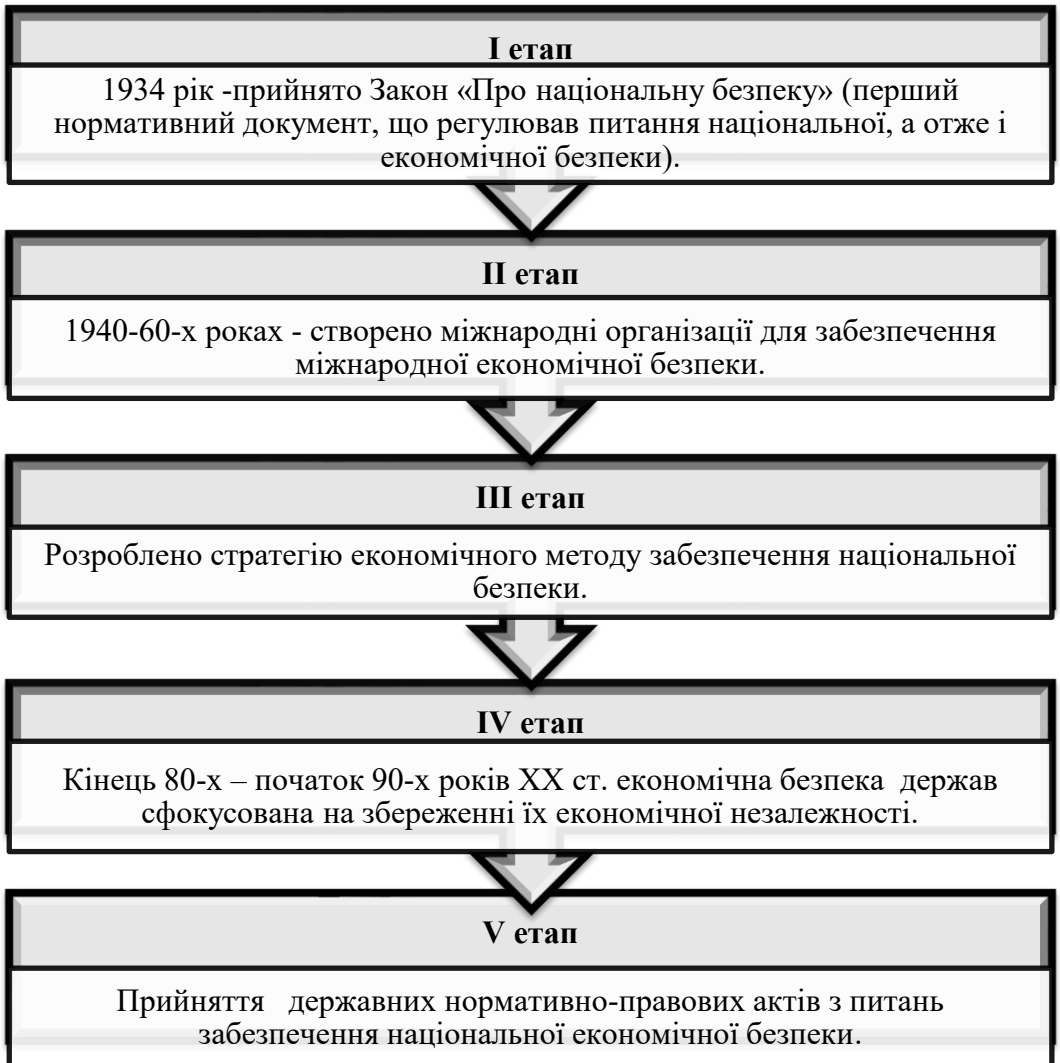 I етап
1934 рік -прийнято Закон «Про національну безпеку» (перший
нормативний документ, що регулював питання національної, а отже і
економічної безпеки).
II етап
1940-60-х роках - створено міжнародні організації для забезпечення
міжнародної економічної безпеки.
III етап
Розроблено стратегію економічного методу забезпечення національної
безпеки.
IV етап
Кінець 80-х – початок 90-х років XX ст. економічна безпека держав
сфокусована на збереженні їх економічної незалежності.
V етап
Прийняття державних нормативно-правових актів з питань
забезпечення національної економічної безпеки.